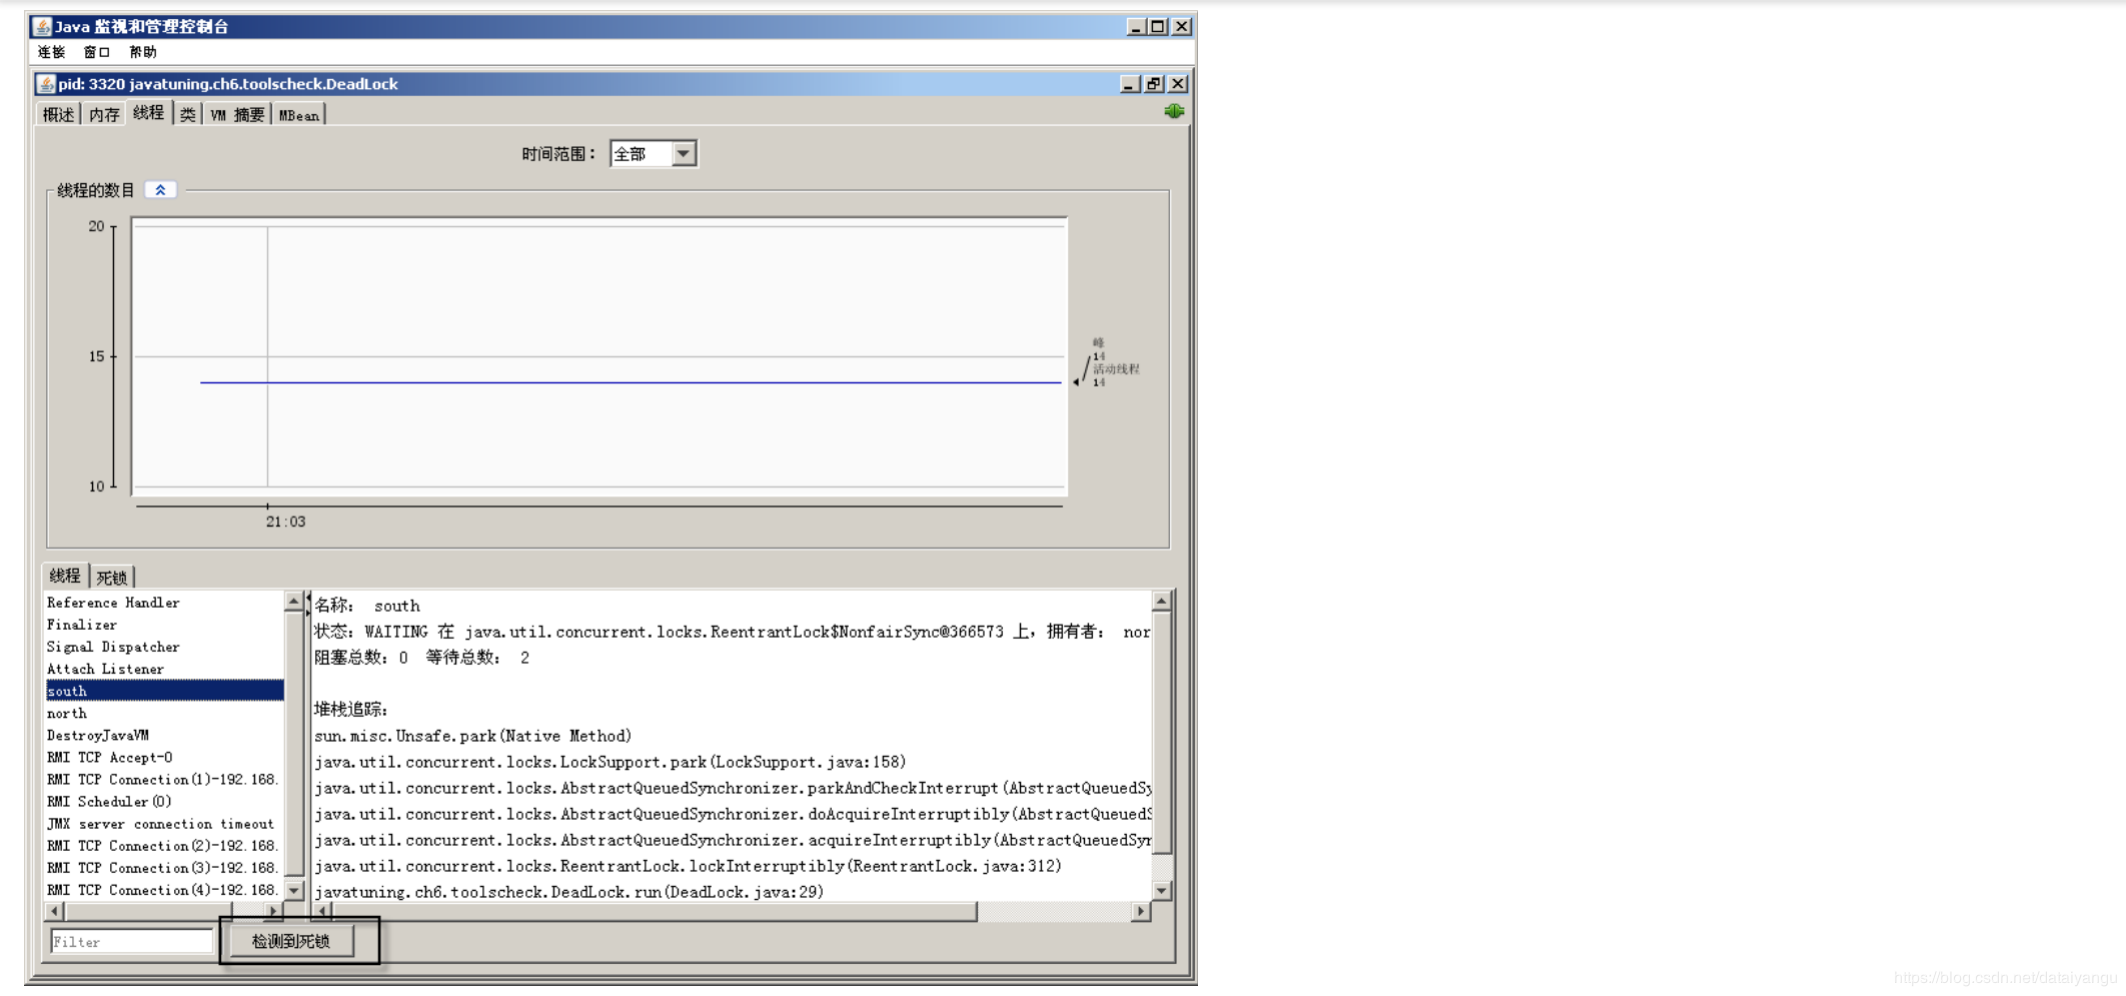 Java 监视和管理控制台
连接 窗口 帮助
pid: 3320 javatuning.ch6.toolscheck.DeadLock
概述 内存 线程 类 VM 摘要 MBean
时间范围： 全部
线程的数目
20
15
10
21:03
峰
14
活动线程
14
线程 死锁
Reference Handler
Finalizer
Signal Dispatcher
Attach Listener
south
north
DestroyJavaVM
RMI TCP Accept-0
RMI TCP Connection(1)-192.168.
RMI Scheduler(0)
JMX server connection timeout
RMI TCP Connection(2)-192.168.
RMI TCP Connection(3)-192.168.
RMI TCP Connection(4)-192.168.
名称： south
状态：WAITING 在 java.util.concurrent.locks.ReentrantLock$NonfairSync@366573 上，拥有者： nor
阻塞总数：0 等待总数： 2
堆栈追踪：
sun.misc.Unsafe.park(Native Method)
java.util.concurrent.locks.LockSupport.park(LockSupport.java:158)
java.util.concurrent.locks.AbstractQueuedSynchronizer.parkAndCheckInterrupt(AbstractQueuedSy
java.util.concurrent.locks.AbstractQueuedSynchronizer.doAcquireInterruptibly(AbstractQueuedS
java.util.concurrent.locks.AbstractQueuedSynchronizer.acquireInterruptibly(AbstractQueuedSyn
java.util.concurrent.locks.ReentrantLock.lockInterruptibly(ReentrantLock.java:312)
javatuning.ch6.toolscheck.DeadLock.run(DeadLock.java:29)
Filter
检测到死锁
https://blog.csdn.net/dataiyangu